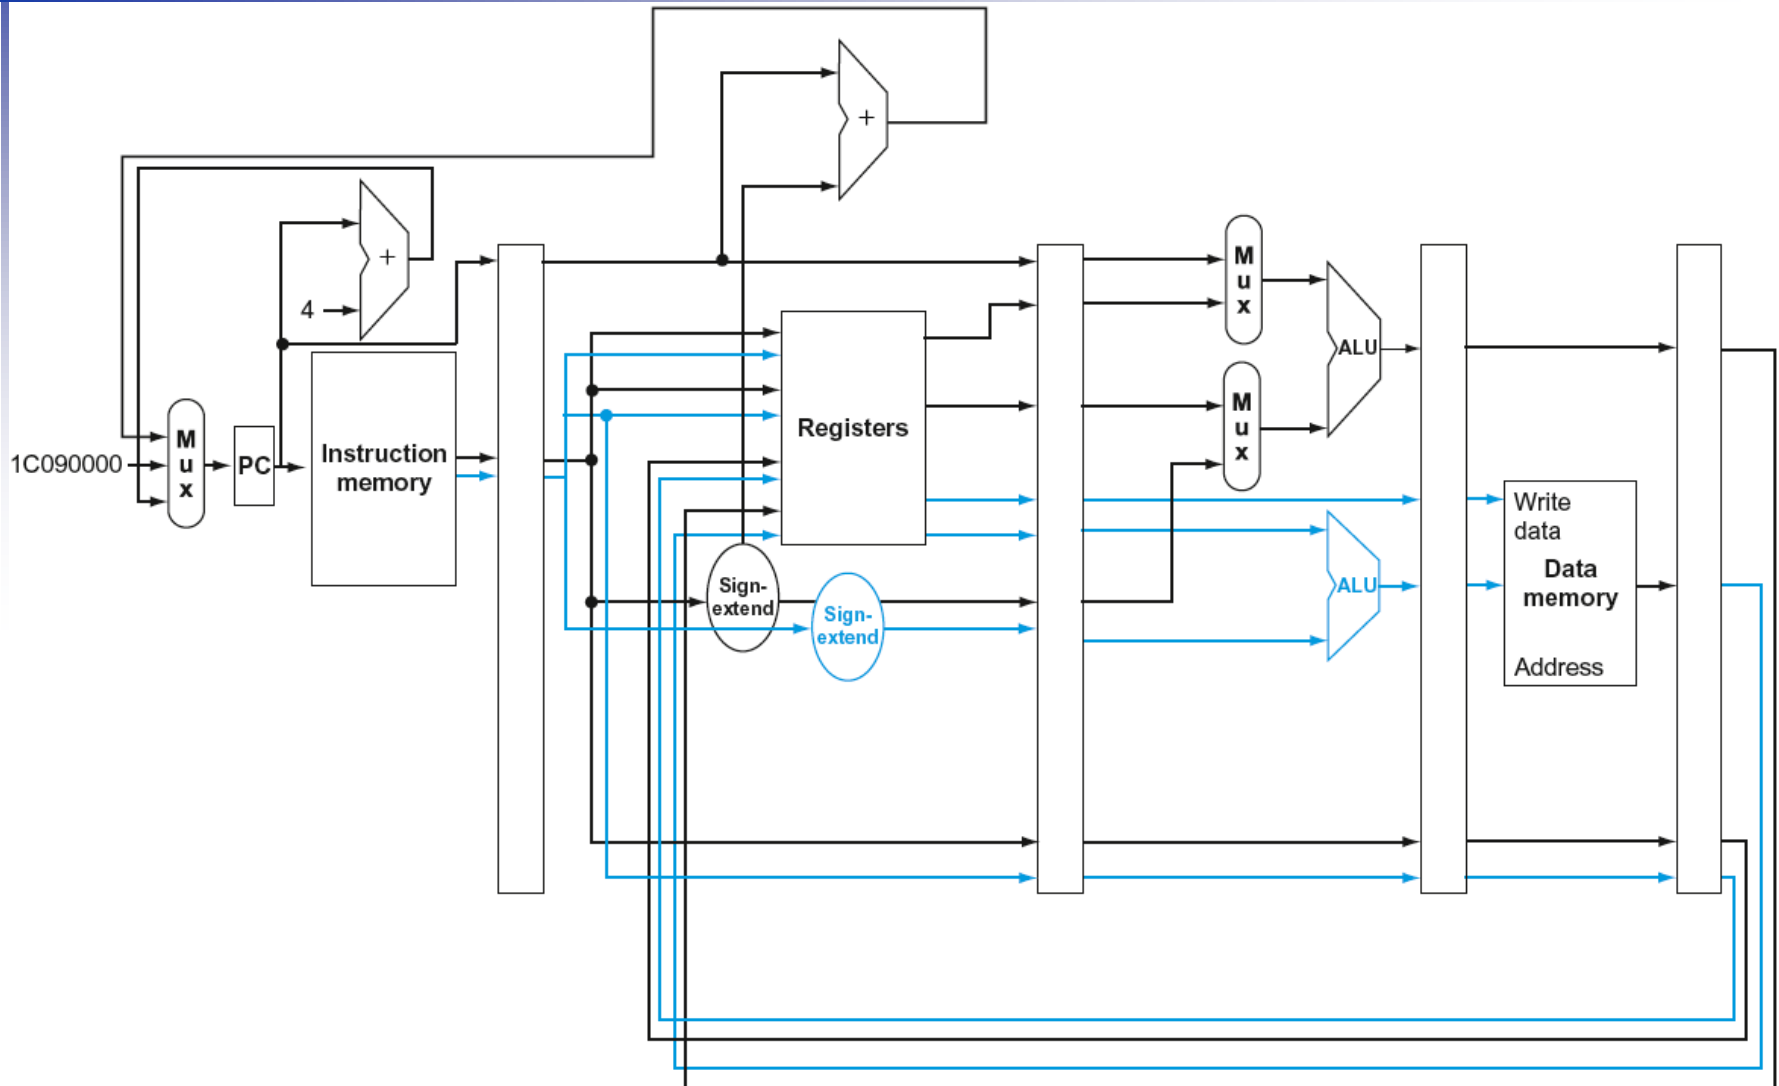 +
+
4
M
u
x
ALU
Registers
M
u
x
1C090000
M
u
x
PC
Instruction
memory
Write
data
Data
memory
Address
ALU
Sign-
extend
Sign-
extend